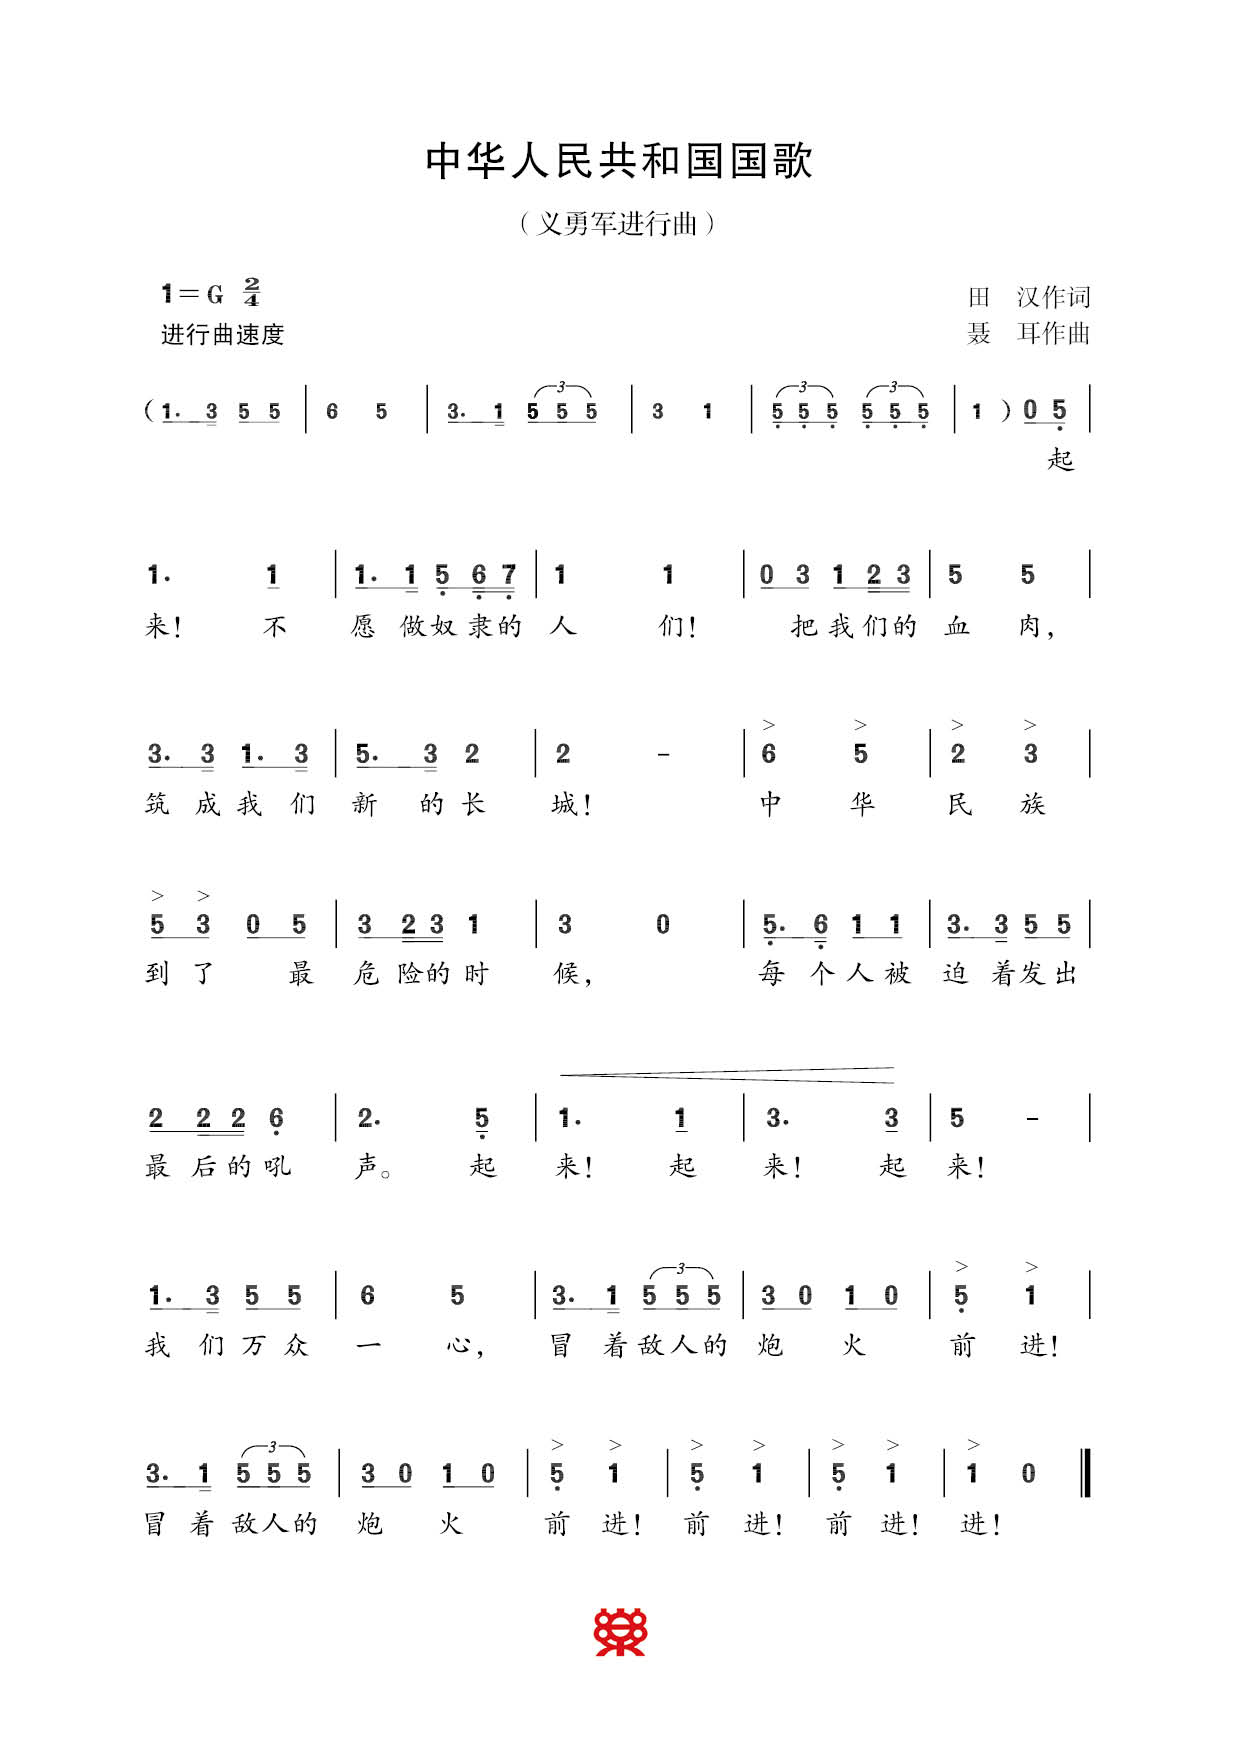 中华人民共和国国歌
（义勇军进行曲）
1=G 2/4
田　汉作词
进行曲速度
聂　耳作曲
(1. 3 5 5 | 6 5 | 3. 1 5 5 5 | 3 1 | 5 5 5 5 5 5 | 1 ) 0 5 |
起
1. 1 | 1. 1 5 6 7 | 1 1 | 0 3 1 2 3 | 5 5 |
来！ 不 愿 做奴 隶的 人 们！ 把我们的 血 肉，
3. 3 1. 3 | 5. 3 2 | 2 - | 6 5 | 2 3 |
筑 成我 们 新 的长 城！ 中 华 民 族
5 3 0 5 | 3 2 3 1 | 3 0 | 5. 6 1 1 | 3. 3 5 5 |
到了 最 危险的时 候， 每 个人被 迫 着发出
2 2 2 6 | 2. 5 | 1. 1 | 3. 3 | 5 - |
最后的吼 声。 起 来！ 起 来！ 起 来！
1. 3 5 5 | 6 5 | 3. 1 5 5 5 | 3 0 1 0 | 5 1 |
我 们万众 一 心， 冒 着敌人的 炮 火 前 进！
3. 1 5 5 5 | 3 0 1 0 | 5 1 | 5 1 | 5 1 | 1 0
冒 着敌人的 炮 火 前 进！ 前 进！ 前 进！ 进！